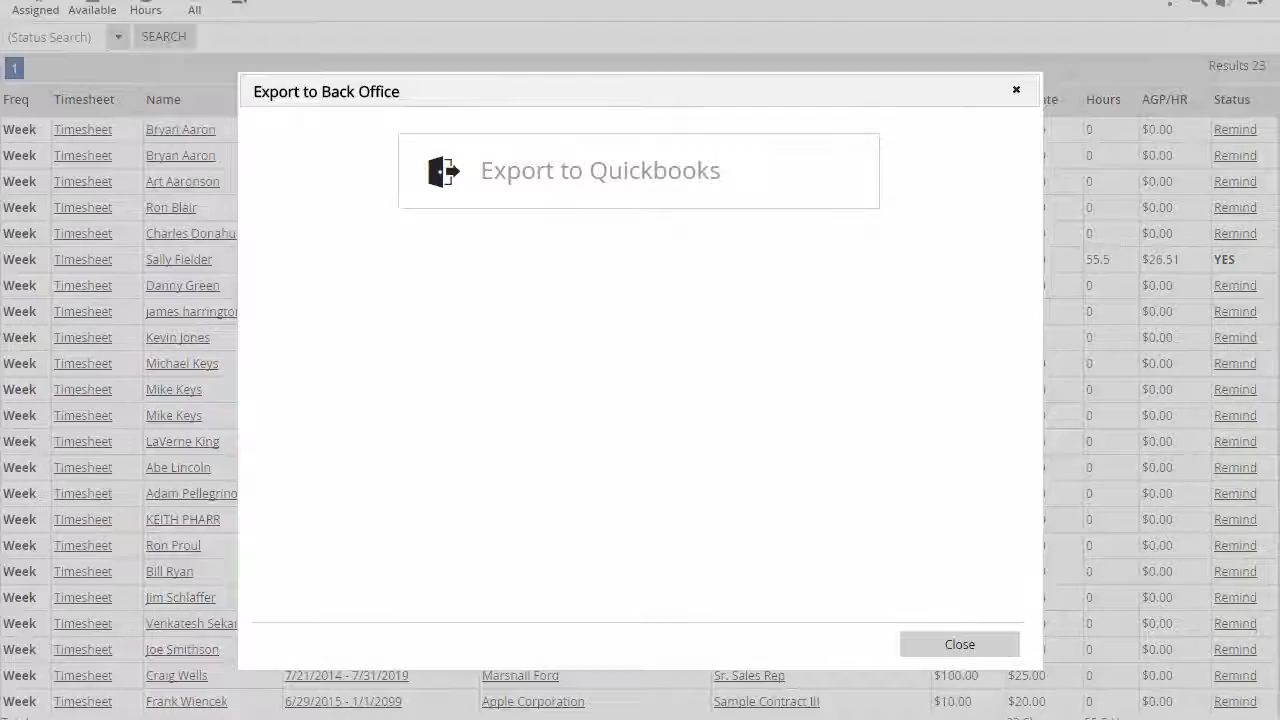 Assigned Available Hours All
(Status Search) SEARCH
1 Results 23
Export to Back Office
Export to Quickbooks
Close
Freq Timesheet Name Hours AGP/HR Status
Week Timesheet Bryan Aaron 0 $0.00 Remind
Week Timesheet Bryan Aaron 0 $0.00 Remind
Week Timesheet Art Aaronson 0 $0.00 Remind
Week Timesheet Ron Blair 0 $0.00 Remind
Week Timesheet Charles Donahu 0 $0.00 Remind
Week Timesheet Sally Fielder 55.5 $26.51 YES
Week Timesheet Danny Green 0 $0.00 Remind
Week Timesheet james harringto 0 $0.00 Remind
Week Timesheet Kevin Jones 0 $0.00 Remind
Week Timesheet Michael Keys 0 $0.00 Remind
Week Timesheet Mike Keys 0 $0.00 Remind
Week Timesheet Mike Keys 0 $0.00 Remind
Week Timesheet LaVerne King 0 $0.00 Remind
Week Timesheet Abe Lincoln 0 $0.00 Remind
Week Timesheet Adam Pellegrino 0 $0.00 Remind
Week Timesheet KEITH PHARR 0 $0.00 Remind
Week Timesheet Ron Proul 0 $0.00 Remind
Week Timesheet Bill Ryan 0 $0.00 Remind
Week Timesheet Jim Schlaffer 0 $0.00 Remind
Week Timesheet Venkatesh Seka 0 $0.00 Remind
Week Timesheet Joe Smithson 0 $0.00 Remind
Week Timesheet Craig Wells 7/21/2014 - 7/31/2019 Marshall Ford Sr. Sales Rep $100.00 $25.00 0 $0.00 Remind
Week Timesheet Frank Wiencek 6/29/2015 - 1/1/2099 Apple Corporation Sample Contract III $10.00 $20.00 0 $0.00 Remind